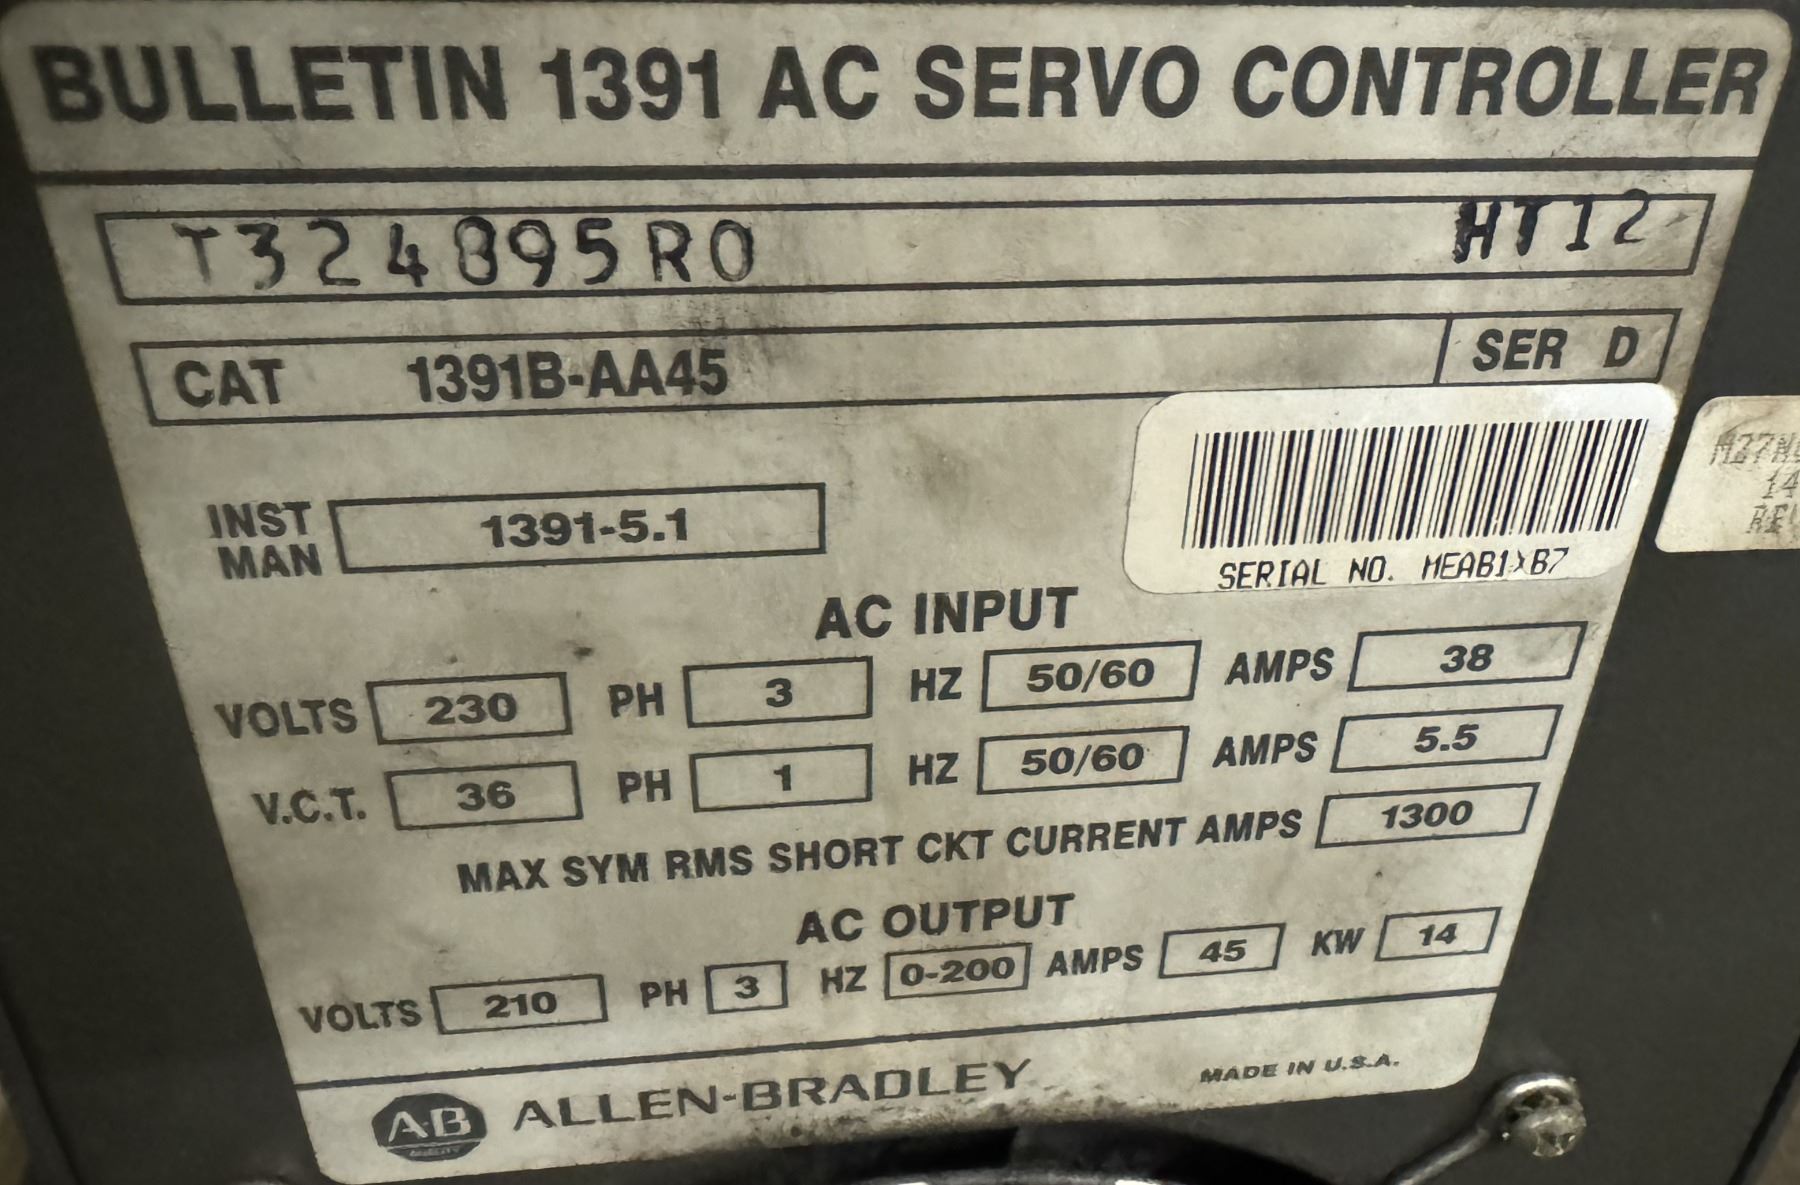 BULLETIN 1391 AC SERVO CONTROLLER
T324895R0 HTI2
CAT 1391B-AA45 SER D
INST MAN 1391-5.1
SERIAL NO.
AC INPUT
VOLTS 230 PH 3 HZ 50/60 AMPS 38
V.C.T. 36 PH 1 HZ 50/60 AMPS 5.5
MAX SYM RMS SHORT CKT CURRENT AMPS 1300
AC OUTPUT
VOLTS 210 PH 3 HZ 0-200 AMPS 45 KW 14
A-B ALLEN-BRADLEY MADE IN U.S.A.